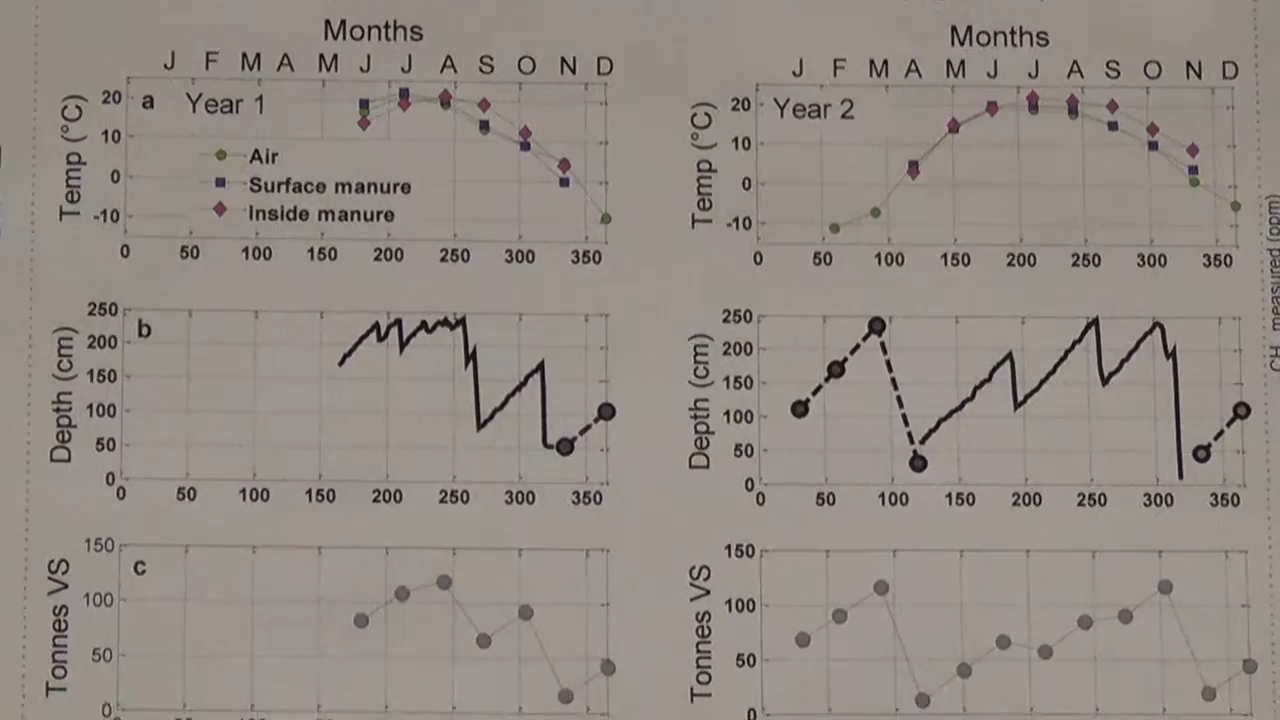 Months
J F M A M J J A S O N D
Temp (°C)
20
10
0
-10
a Year 1
Air
Surface manure
Inside manure
0 50 100 150 200 250 300 350
Months
J F M A M J J A S O N D
Temp (°C)
20
10
0
-10
Year 2
0 50 100 150 200 250 300 350
Depth (cm)
250
200
150
100
50
0
b
0 50 100 150 200 250 300 350
Depth (cm)
250
200
150
100
50
0
0 50 100 150 200 250 300 350
Tonnes VS
150
100
50
0
c
Tonnes VS
150
100
50
0
measured (ppm)